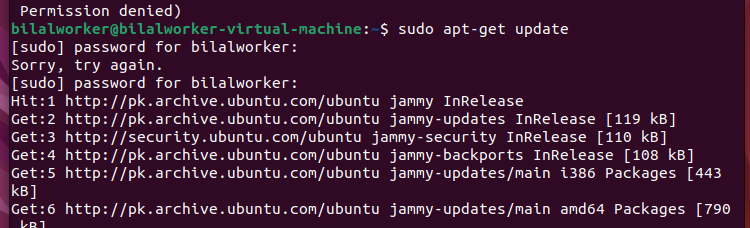 Permission denied)
bilalworker@bilalworker-virtual-machine:~$ sudo apt-get update
[sudo] password for bilalworker:
Sorry, try again.
[sudo] password for bilalworker:
Hit:1 http://pk.archive.ubuntu.com/ubuntu jammy InRelease
Get:2 http://pk.archive.ubuntu.com/ubuntu jammy-updates InRelease [119 kB]
Get:3 http://security.ubuntu.com/ubuntu jammy-security InRelease [110 kB]
Get:4 http://pk.archive.ubuntu.com/ubuntu jammy-backports InRelease [108 kB]
Get:5 http://pk.archive.ubuntu.com/ubuntu jammy-updates/main i386 Packages [443
kB]
Get:6 http://pk.archive.ubuntu.com/ubuntu jammy-updates/main amd64 Packages [790
kB]